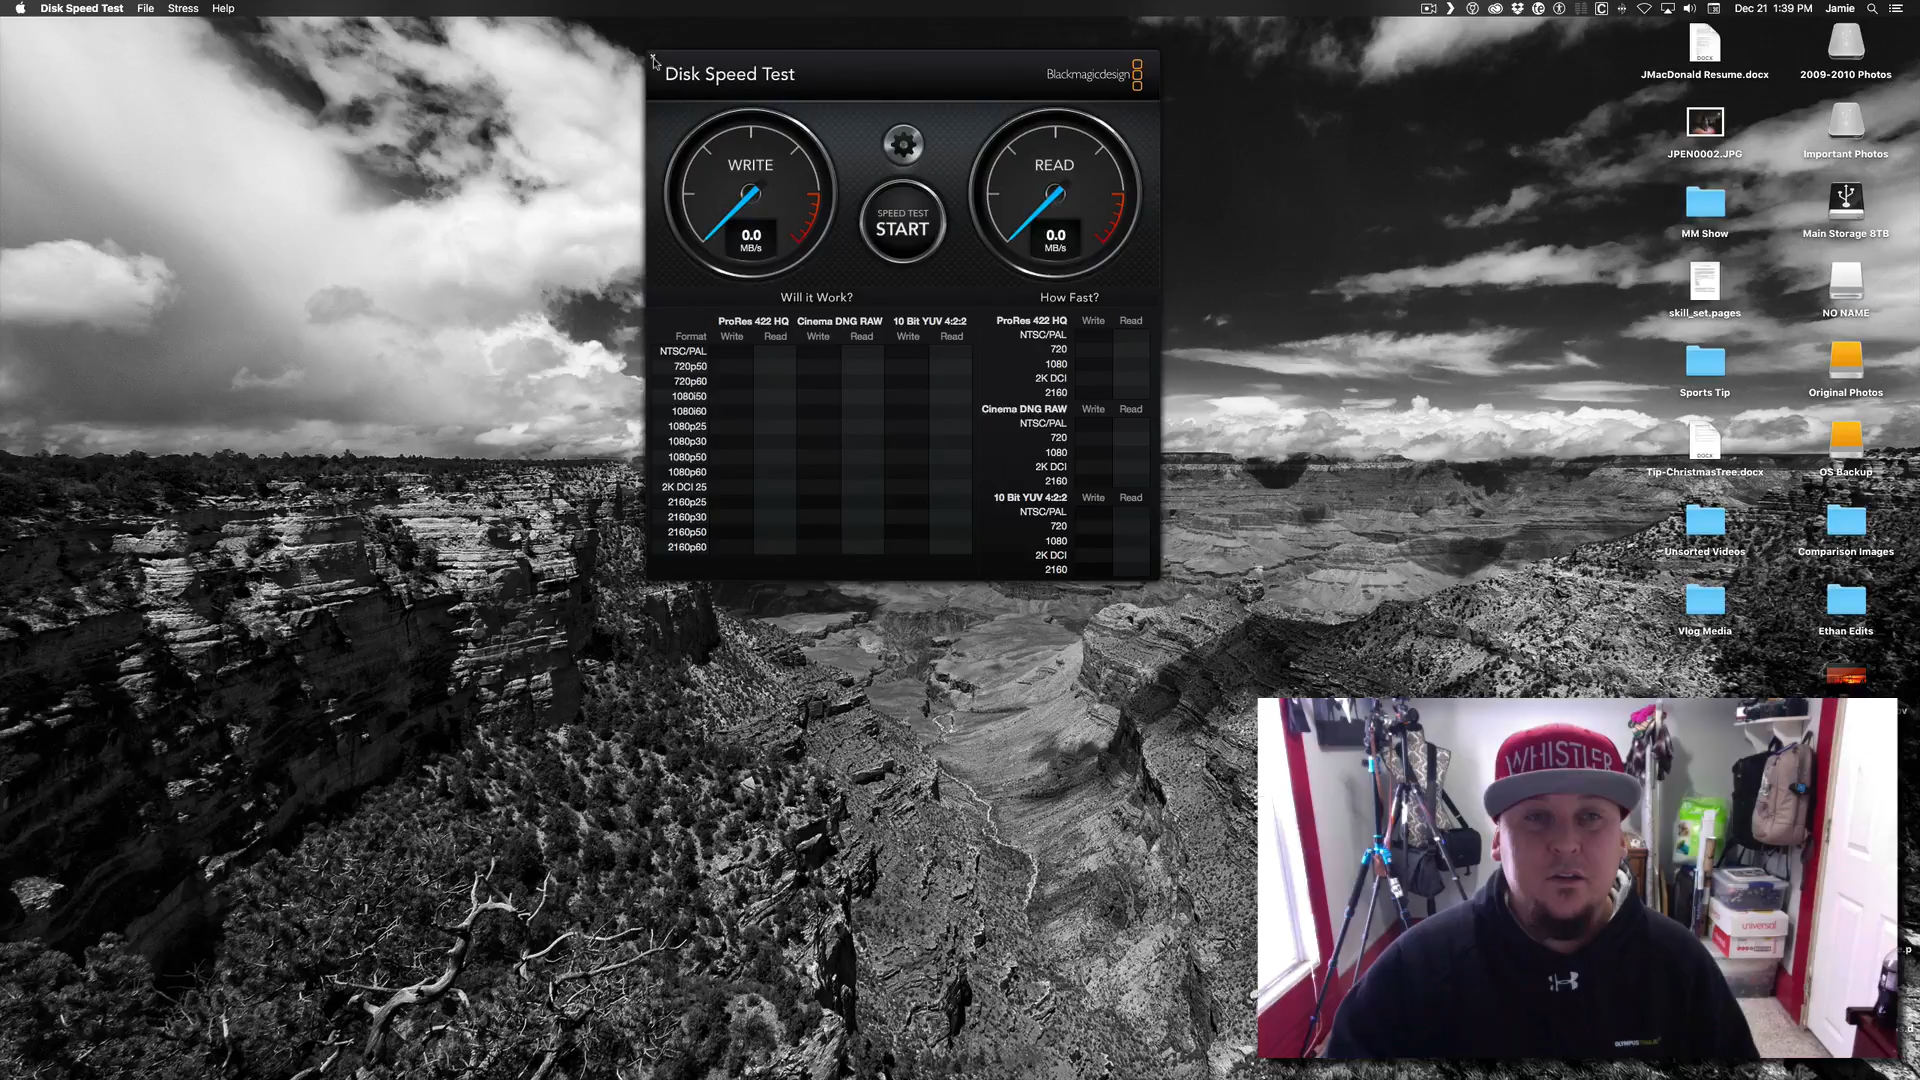 Disk Speed Test File Stress Help
Dec 21 1:39 PM Jamie
Disk Speed Test
Blackmagicdesign
WRITE
0.0
MB/s
SPEED TEST
START
READ
0.0
MB/s
Will it Work?
How Fast?
ProRes 422 HQ Cinema DNG RAW 10 Bit YUV 4:2:2
Format Write Read Write Read Write Read
NTSC/PAL
720p50
720p60
1080i50
1080i60
1080p25
1080p30
1080p50
1080p60
2K DCI 25
2160p25
2160p30
2160p50
2160p60
ProRes 422 HQ Write Read
NTSC/PAL
720
1080
2K DCI
2160
Cinema DNG RAW Write Read
NTSC/PAL
720
1080
2K DCI
2160
10 Bit YUV 4:2:2 Write Read
NTSC/PAL
720
1080
2K DCI
2160
DOCX
JMacDonald Resume.docx
2009-2010 Photos
JPEN0002.JPG
Important Photos
MM Show
Main Storage 8TB
skill_set.pages
NO NAME
Sports Tip
Original Photos
DOCX
Tip-ChristmasTree.docx
OS Backup
Unsorted Videos
Comparison Images
Vlog Media
Ethan Edits
WHISTLER
universal